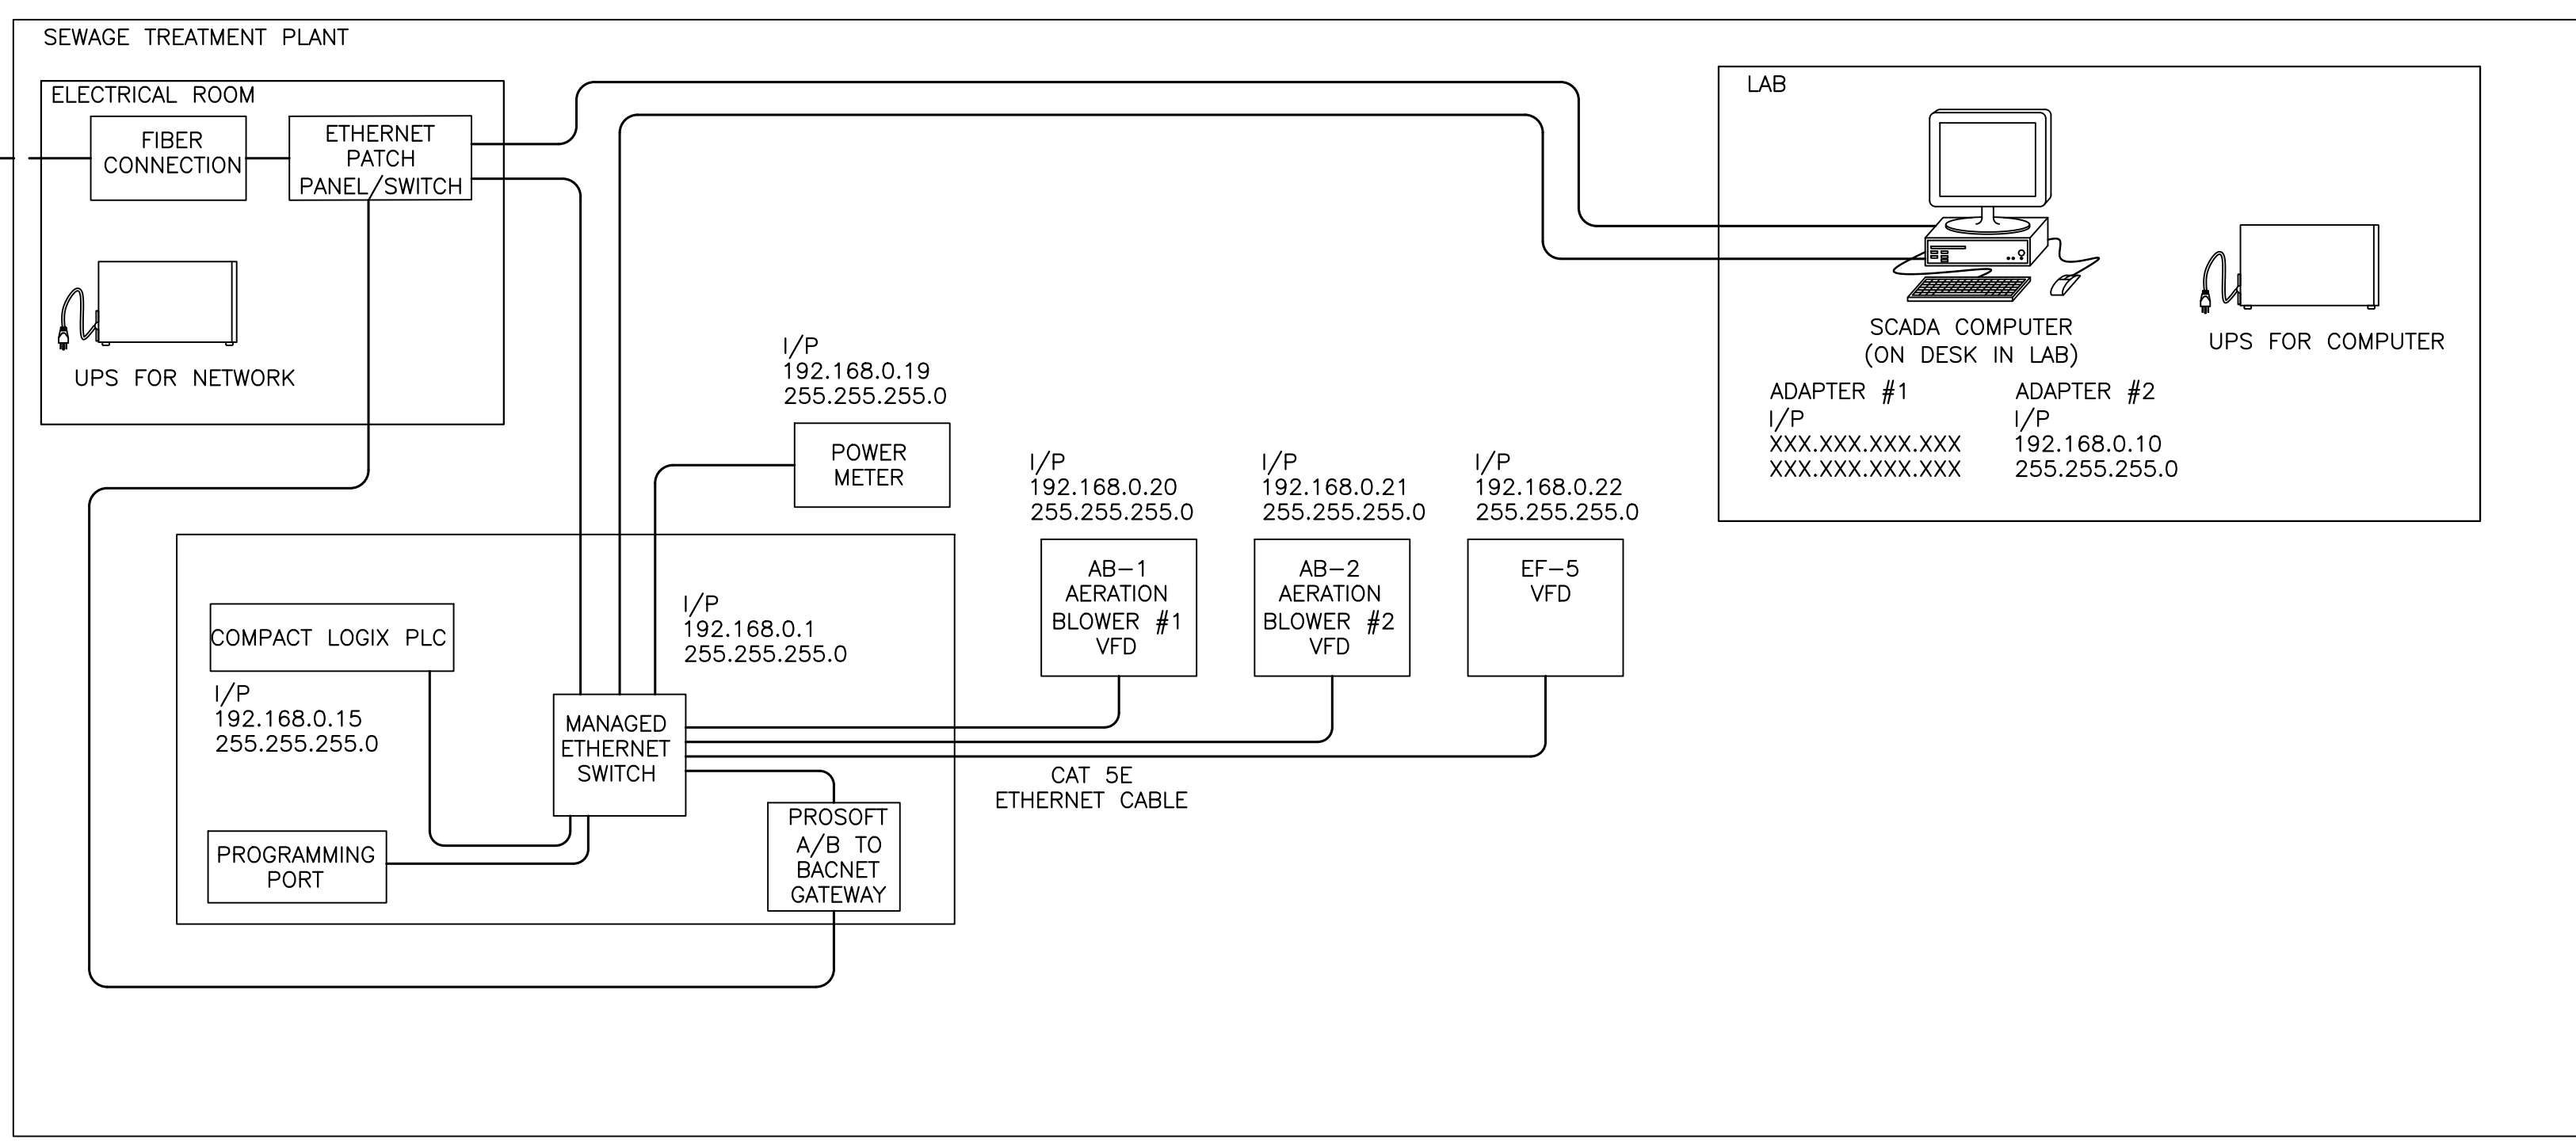 SEWAGE TREATMENT PLANT
ELECTRICAL ROOM
FIBER
CONNECTION
ETHERNET
PATCH
PANEL/SWITCH
UPS FOR NETWORK
LAB
SCADA COMPUTER
(ON DESK IN LAB)
ADAPTER #1
I/P
XXX.XXX.XXX.XXX
XXX.XXX.XXX.XXX
ADAPTER #2
I/P
192.168.0.10
255.255.255.0
UPS FOR COMPUTER
I/P
192.168.0.19
255.255.255.0
POWER
METER
I/P
192.168.0.20
255.255.255.0
AB-1
AERATION
BLOWER #1
VFD
I/P
192.168.0.21
255.255.255.0
AB-2
AERATION
BLOWER #2
VFD
I/P
192.168.0.22
255.255.255.0
EF-5
VFD
COMPACT LOGIX PLC
I/P
192.168.0.15
255.255.255.0
I/P
192.168.0.1
255.255.255.0
MANAGED
ETHERNET
SWITCH
CAT 5E
ETHERNET CABLE
PROGRAMMING
PORT
PROSOFT
A/B TO
BACNET
GATEWAY